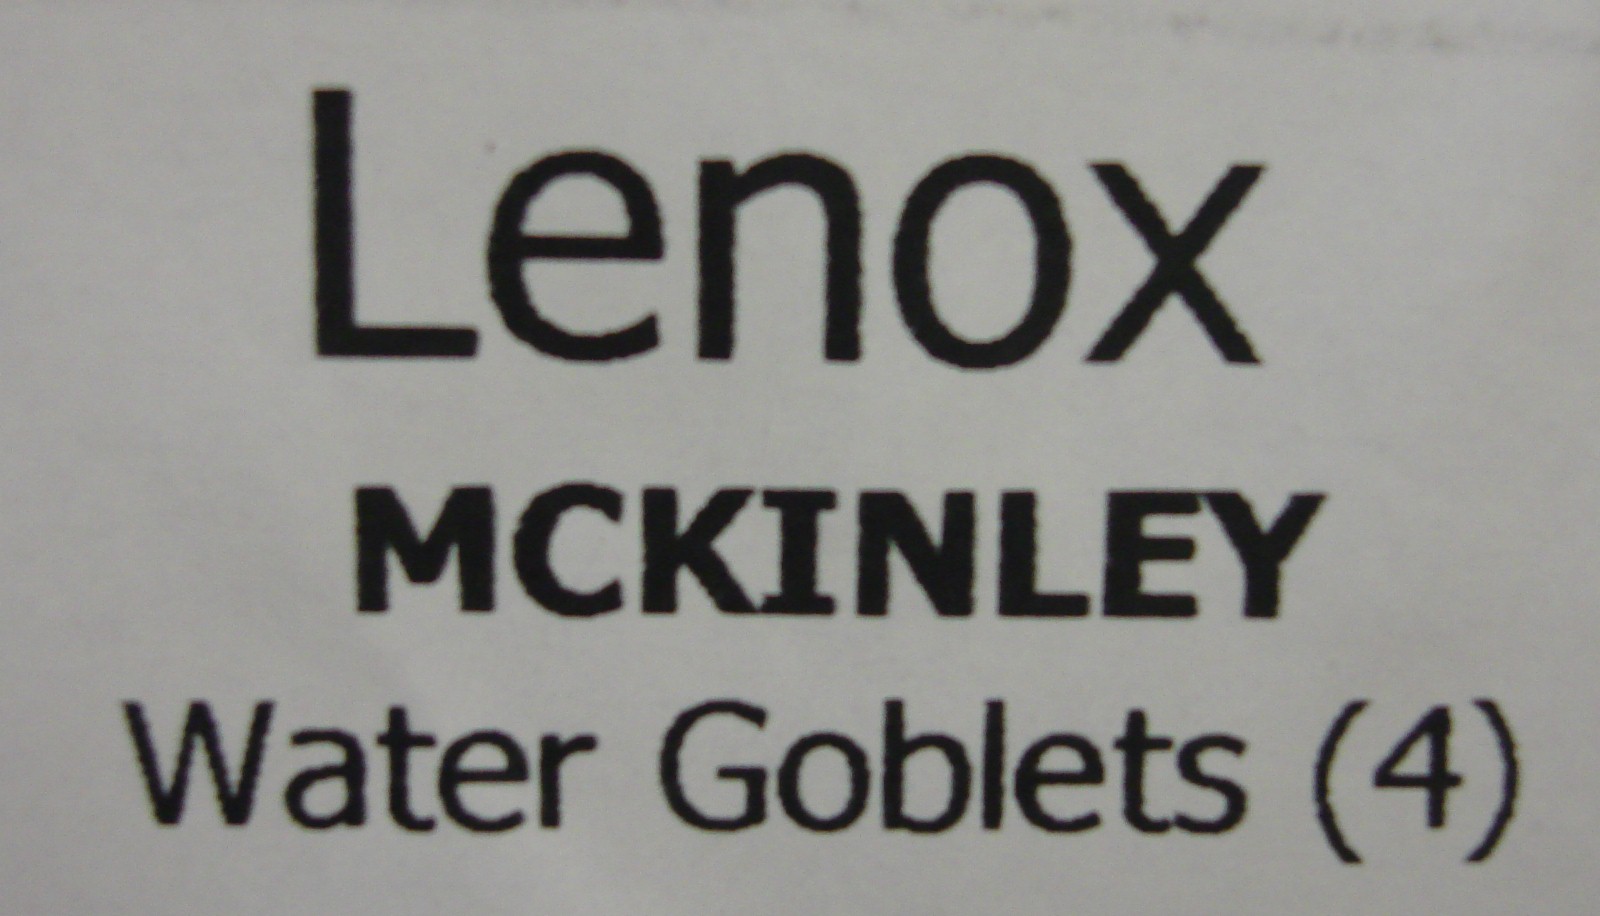 Lenox
MCKINLEY
Water Goblets (4)